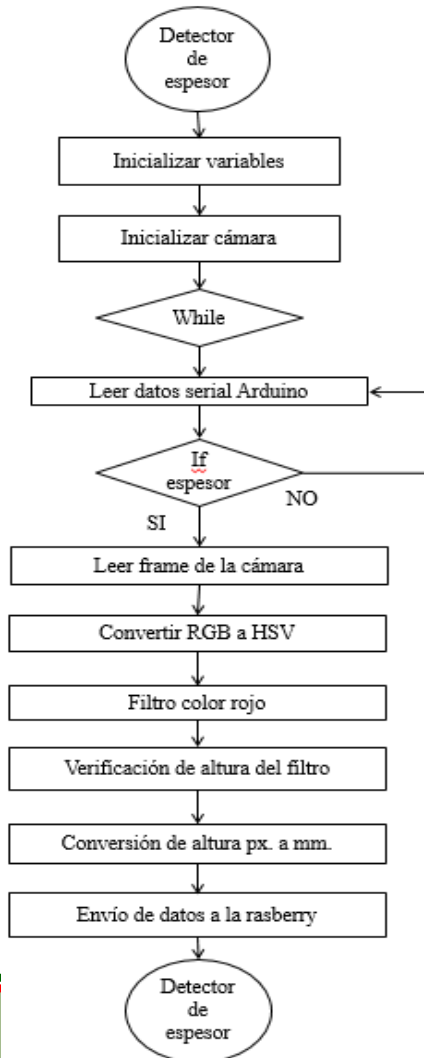 Detector
de
espesor
Inicializar variables
Inicializar cámara
While
Leer datos serial Arduino
If
espesor
NO
SI
Leer frame de la cámara
Convertir RGB a HSV
Filtro color rojo
Verificación de altura del filtro
Conversión de altura px. a mm.
Envío de datos a la rasberry
Detector
de
espesor